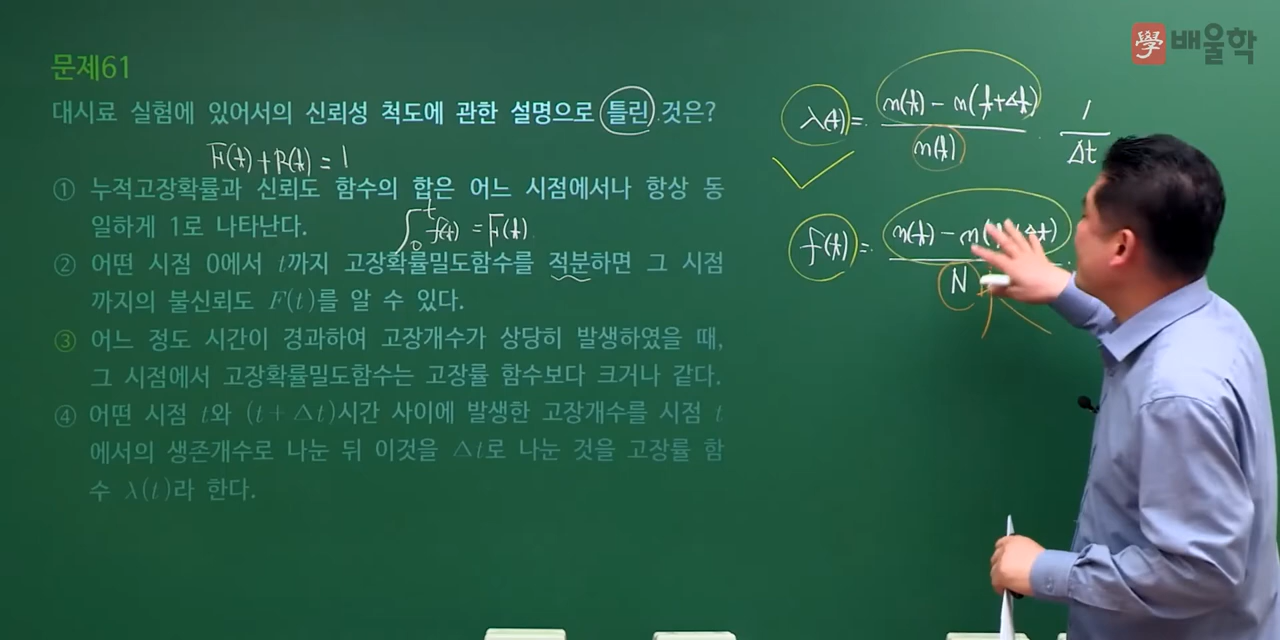 學 배울학
문제61
대시료 실험에 있어서의 신뢰성 척도에 관한 설명으로 틀린 것은?
F(t)+R(t)=1
① 누적고장확률과 신뢰도 함수의 합은 어느 시점에서나 항상 동
일하게 1로 나타난다.
∫₀ᵗ f(t) = F(t)
② 어떤 시점 0에서 t까지 고장확률밀도함수를 적분하면 그 시점
까지의 불신뢰도 F(t)를 알 수 있다.
③ 어느 정도 시간이 경과하여 고장개수가 상당히 발생하였을 때,
그 시점에서 고장확률밀도함수는 고장률 함수보다 크거나 같다.
④ 어떤 시점 t와 (t+Δt)시간 사이에 발생한 고장개수를 시점 t
에서의 생존개수로 나눈 뒤 이것을 Δt로 나눈 것을 고장률 함
수 λ(t)라 한다.
λ(t) = n(t) - n(t+Δt) / n(t) · 1 / Δt
f(t) = n(t) - n( Δt) / N